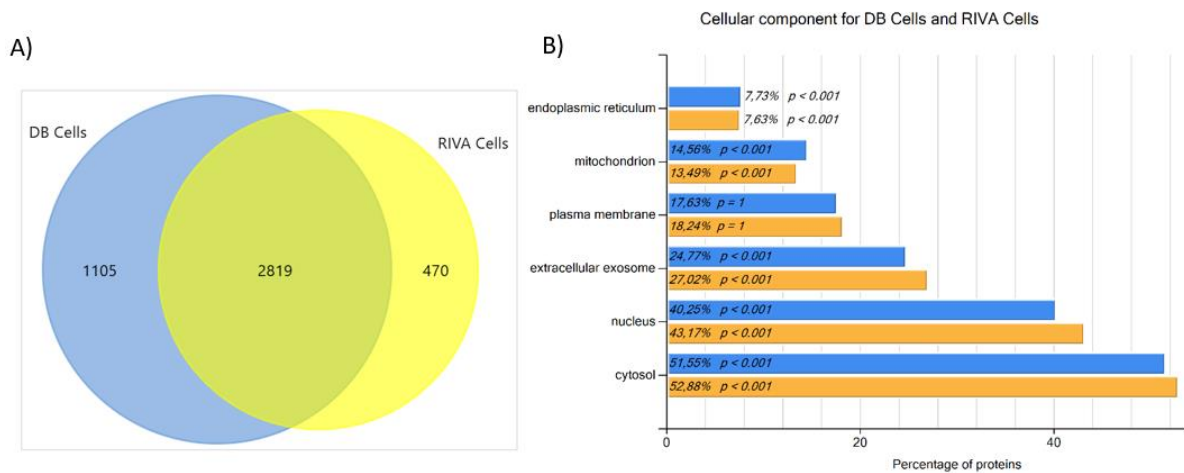 A)
DB Cells
RIVA Cells
1105
2819
470
B)
Cellular component for DB Cells and RIVA Cells
endoplasmic reticulum
7,73% p < 0.001
7,63% p < 0.001
mitochondrion
14,56% p < 0.001
13,49% p < 0.001
plasma membrane
17,63% p = 1
18,24% p = 1
extracellular exosome
24,77% p < 0.001
27,02% p < 0.001
nucleus
40,25% p < 0.001
43,17% p < 0.001
cytosol
51,55% p < 0.001
52,88% p < 0.001
0
20
40
Percentage of proteins